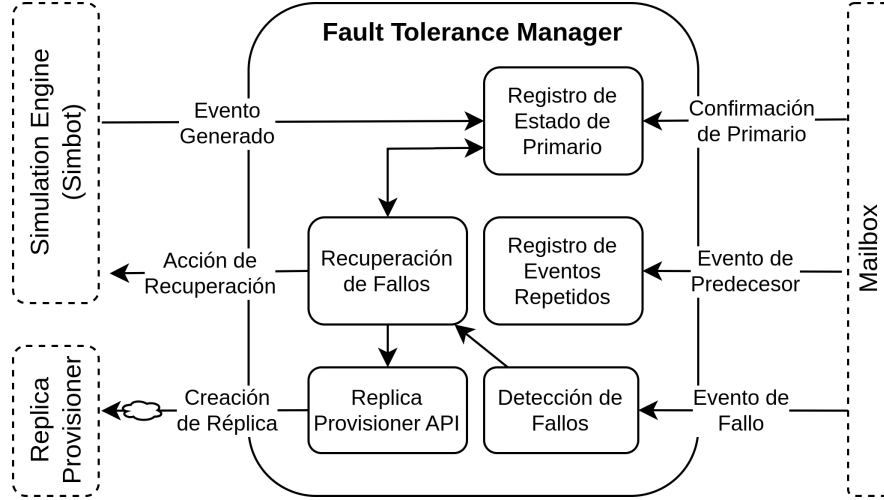 Fault Tolerance Manager
Simulation Engine
(Simbot)
Evento
Generado
Registro de
Estado de
Primario
Confirmación
de Primario
Mailbox
Acción de
Recuperación
Recuperación
de Fallos
Registro de
Eventos
Repetidos
Evento de
Predecesor
Replica
Provisioner
Creación
de Réplica
Replica
Provisioner API
Detección de
Fallos
Evento de
Fallo